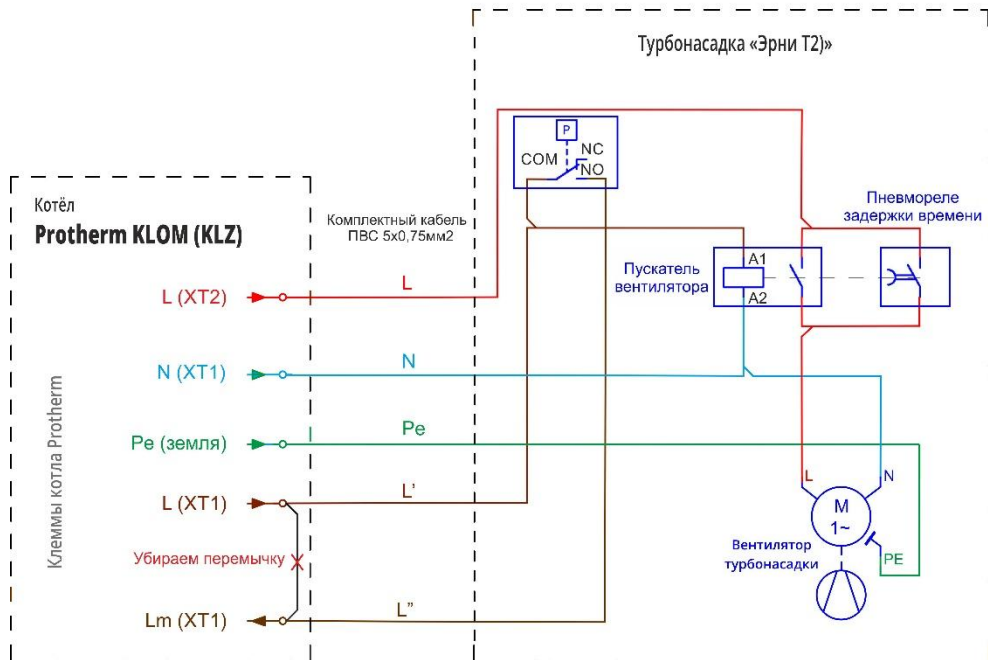 Турбонасадка «Эрни Т2)»
P
COM
NC
NO
Котёл
Protherm KLOM (KLZ)
Комплектный кабель
ПВС 5х0,75мм2
Пневмореле
задержки времени
Пускатель
вентилятора
A1
A2
L (XT2)
L
N (XT1)
N
Pe (земля)
Pe
L (XT1)
L'
Убираем перемычку
Lm (XT1)
L"
Клеммы котла Protherm
L
N
M
1~
PE
Вентилятор
турбонасадки